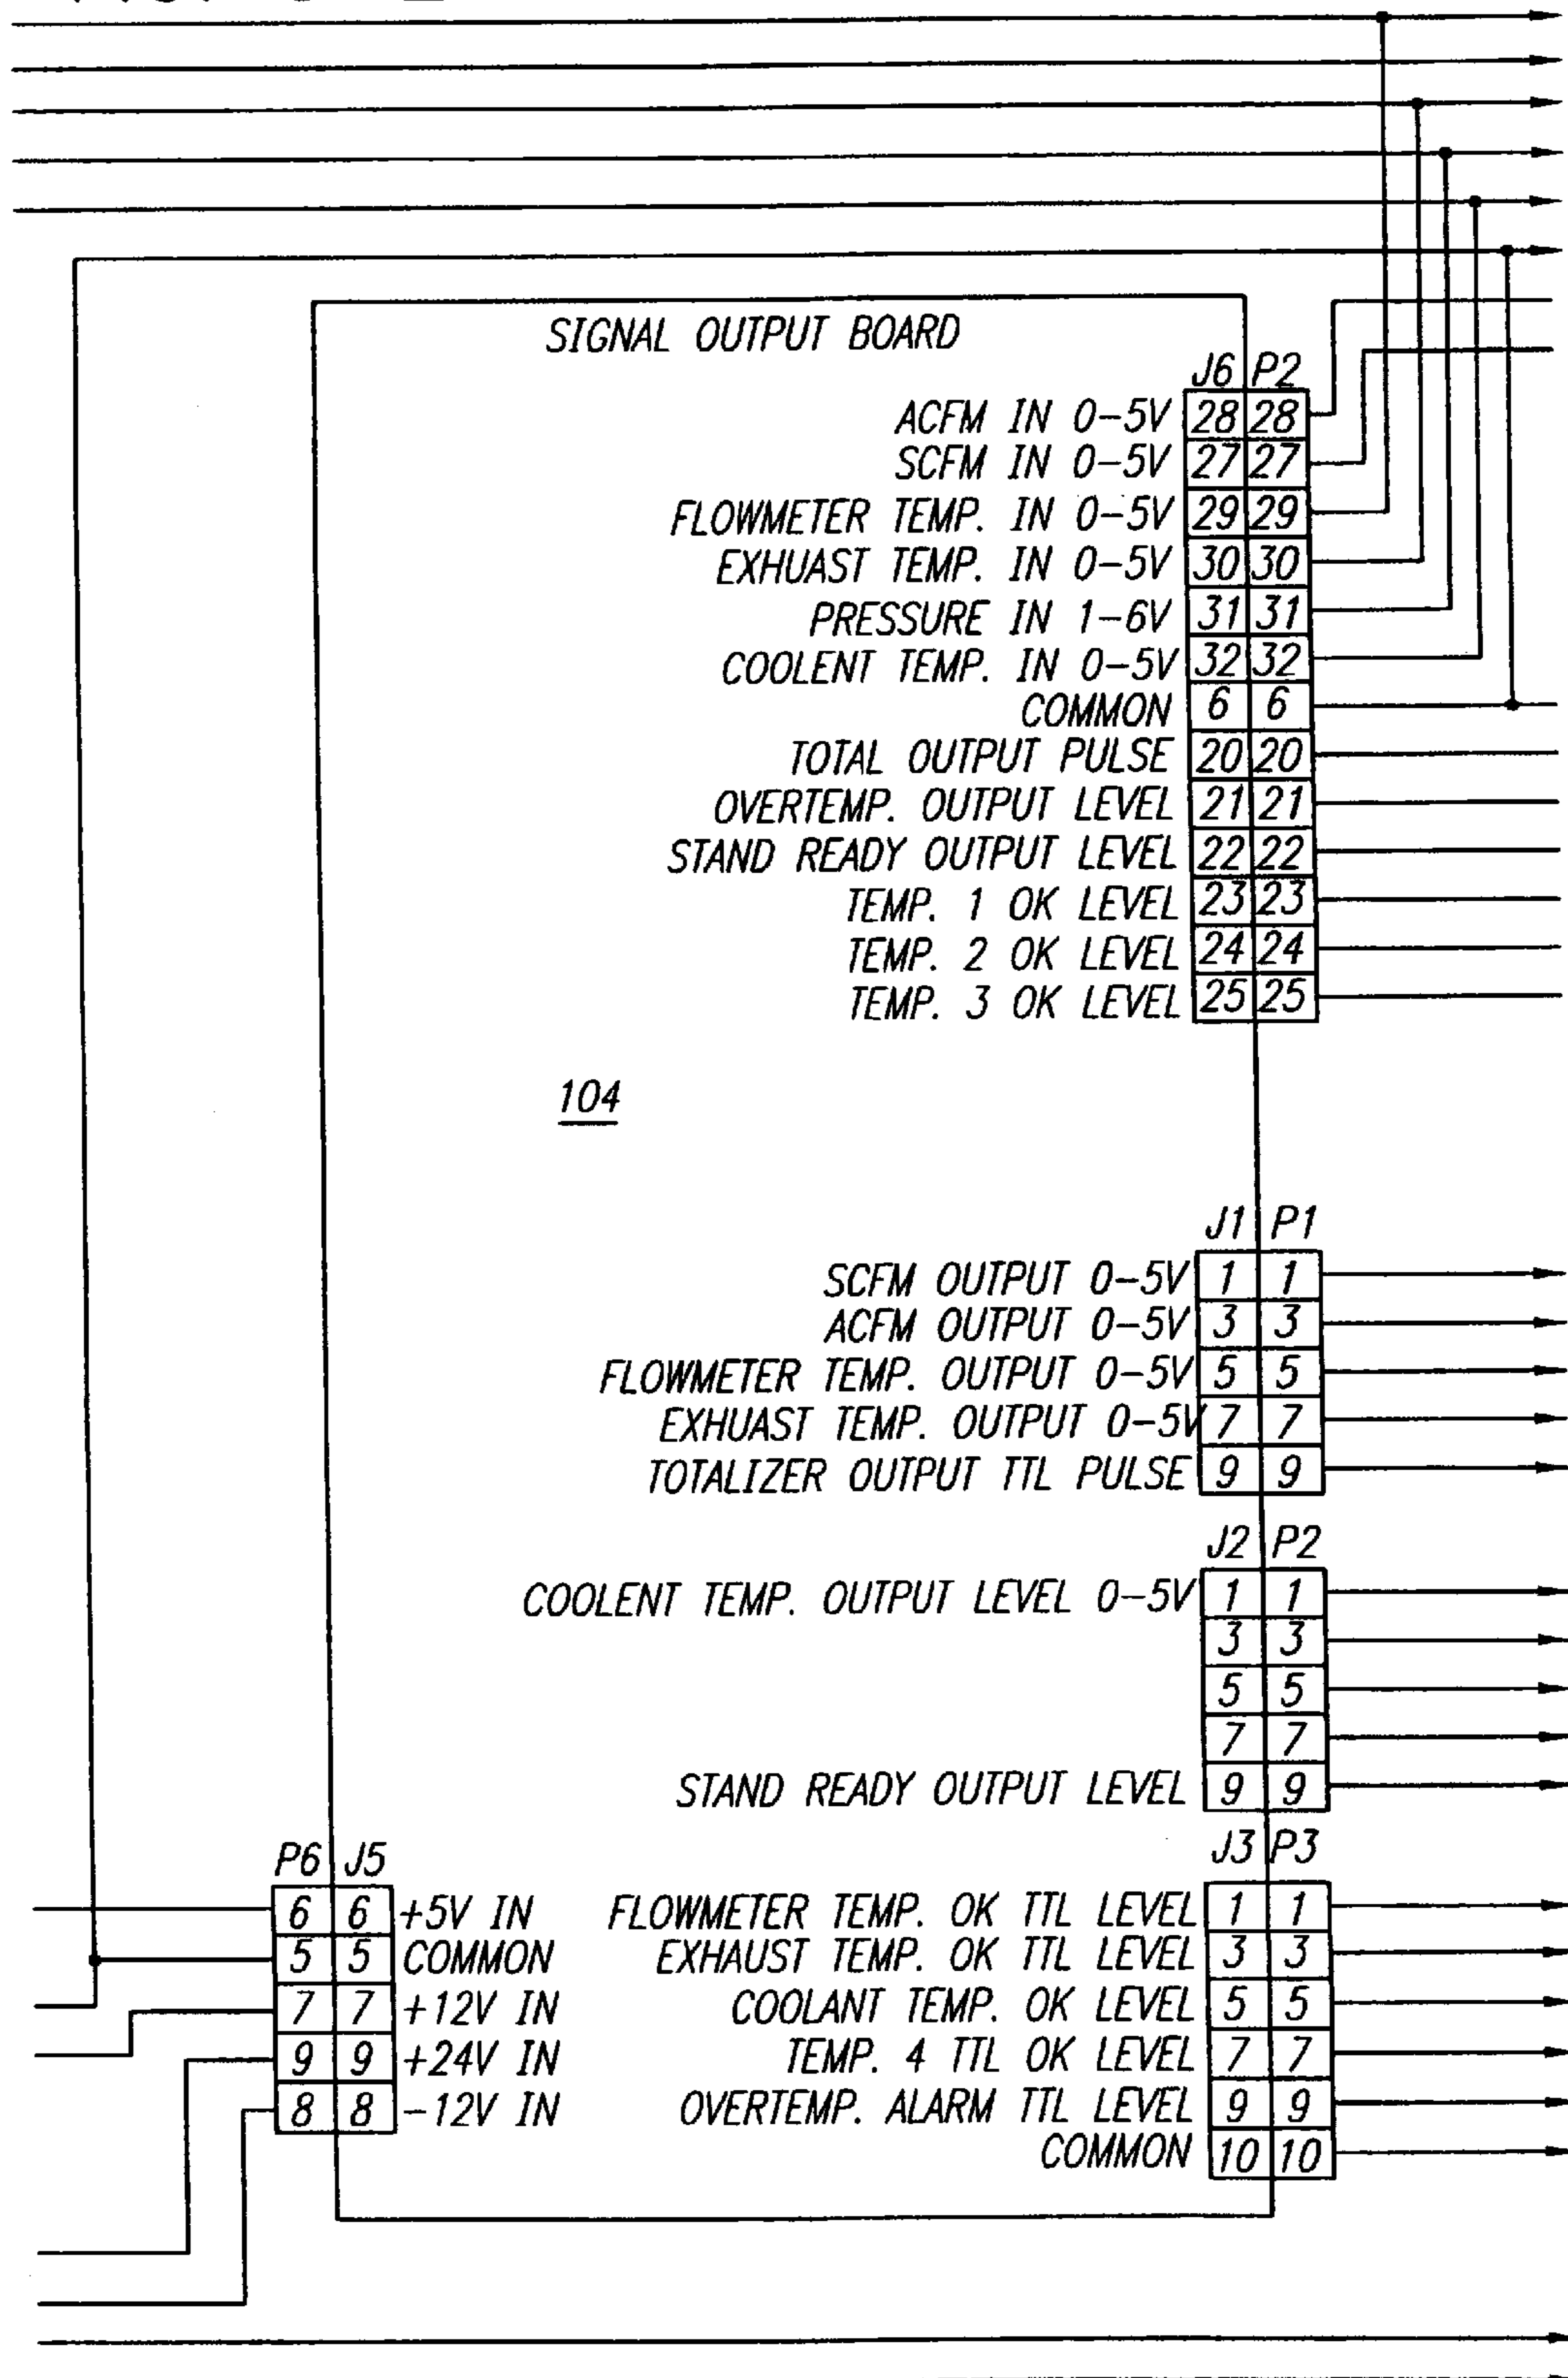 SIGNAL OUTPUT BOARD
J6 P2
ACFM IN 0-5V 28 28
SCFM IN 0-5V 27 27
FLOWMETER TEMP. IN 0-5V 29 29
EXHUAST TEMP. IN 0-5V 30 30
PRESSURE IN 1-6V 31 31
COOLENT TEMP. IN 0-5V 32 32
COMMON 6 6
TOTAL OUTPUT PULSE 20 20
OVERTEMP. OUTPUT LEVEL 21 21
STAND READY OUTPUT LEVEL 22 22
TEMP. 1 OK LEVEL 23 23
TEMP. 2 OK LEVEL 24 24
TEMP. 3 OK LEVEL 25 25
104
J1 P1
SCFM OUTPUT 0-5V 1 1
ACFM OUTPUT 0-5V 3 3
FLOWMETER TEMP. OUTPUT 0-5V 5 5
EXHUAST TEMP. OUTPUT 0-5V 7 7
TOTALIZER OUTPUT TTL PULSE 9 9
J2 P2
COOLENT TEMP. OUTPUT LEVEL 0-5V 1 1
3 3
5 5
7 7
STAND READY OUTPUT LEVEL 9 9
P6 J5
6 6 +5V IN
5 5 COMMON
7 7 +12V IN
9 9 +24V IN
8 8 -12V IN
J3 P3
FLOWMETER TEMP. OK TTL LEVEL 1 1
EXHAUST TEMP. OK TTL LEVEL 3 3
COOLANT TEMP. OK LEVEL 5 5
TEMP. 4 TTL OK LEVEL 7 7
OVERTEMP. ALARM TTL LEVEL 9 9
COMMON 10 10